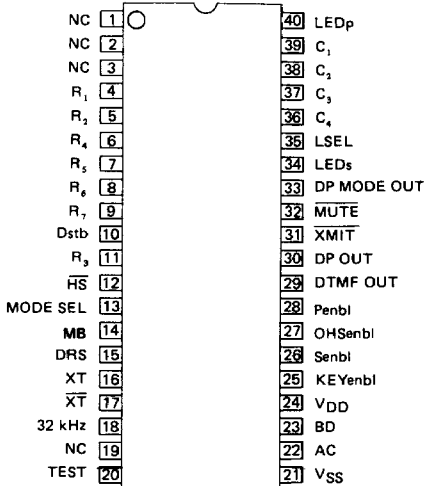 NC 1 40 LEDp
NC 2 39 C₁
NC 3 38 C₂
R₁ 4 37 C₃
R₂ 5 36 C₄
R₄ 6 35 LSEL
R₅ 7 34 LEDs
R₆ 8 33 DP MODE OUT
R₇ 9 32 M̅U̅T̅E̅
Dstb 10 31 X̅M̅I̅T̅
R₃ 11 30 DP OUT
H̅S̅ 12 29 DTMF OUT
MODE SEL 13 28 Penbl
MB 14 27 OHSenbl
DRS 15 26 Senbl
XT 16 25 KEYenbl
X̅T̅ 17 24 VDD
32 kHz 18 23 BD
NC 19 22 AC
TEST 20 21 VSS